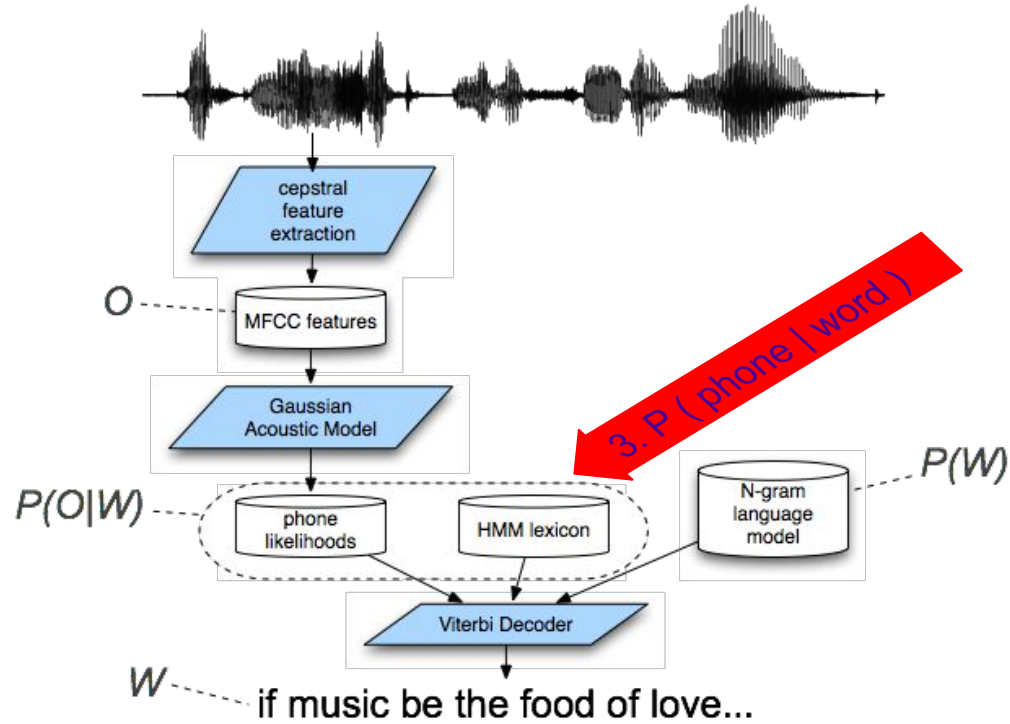 cepstral
feature
extraction
O
MFCC features
3. P ( phone | word )
Gaussian
Acoustic Model
P(W)
P(O|W)
N-gram
language
model
phone
likelihoods
HMM lexicon
Viterbi Decoder
W
if music be the food of love...